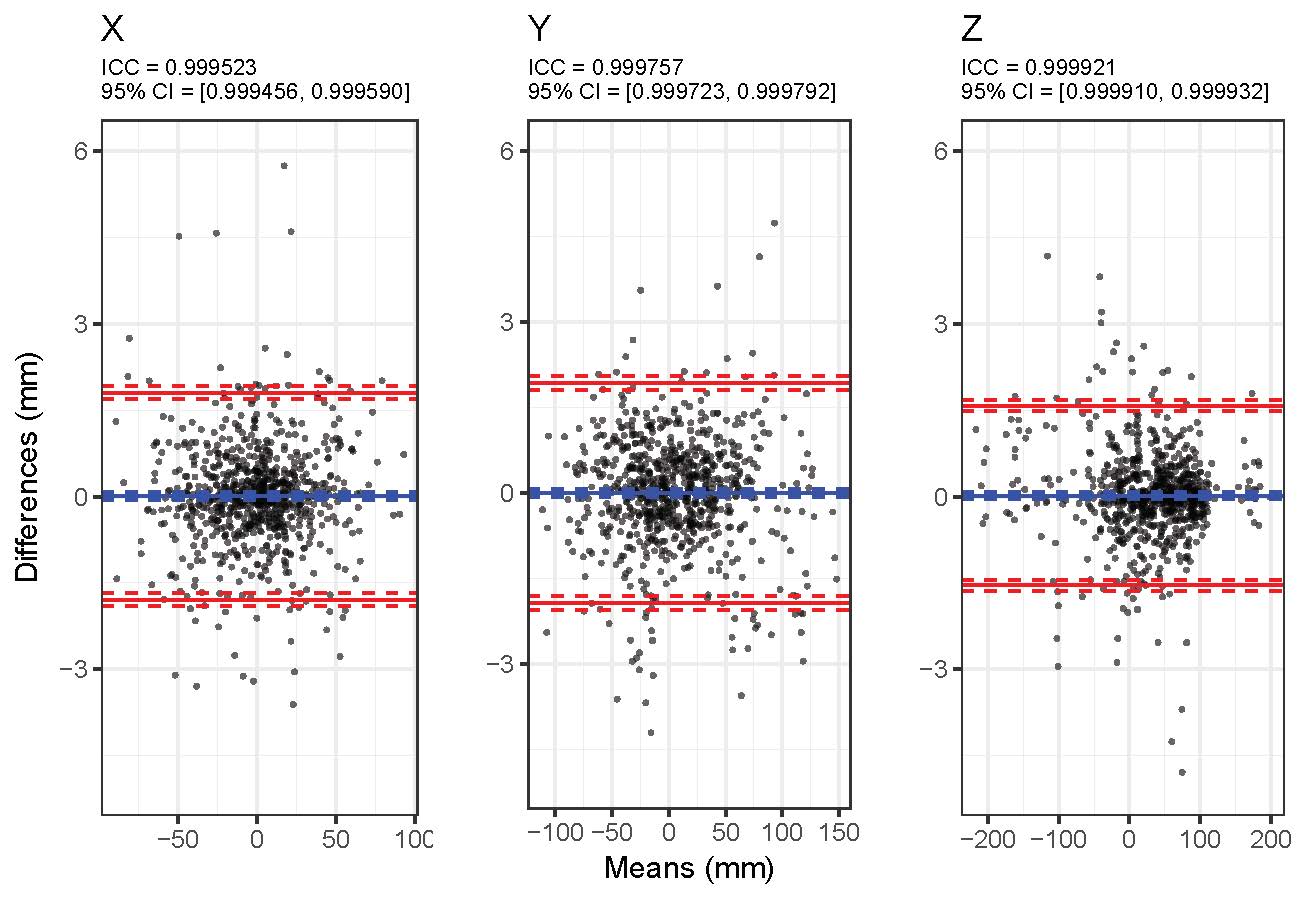 X
ICC = 0.999523
95% CI = [0.999456, 0.999590]
Y
ICC = 0.999757
95% CI = [0.999723, 0.999792]
Z
ICC = 0.999921
95% CI = [0.999910, 0.999932]
Differences (mm)
6
3
0
−3
−50 0 50 100
6
3
0
−3
−100 −50 0 50 100 150
6
3
0
−3
−200 −100 0 100 200
Means (mm)